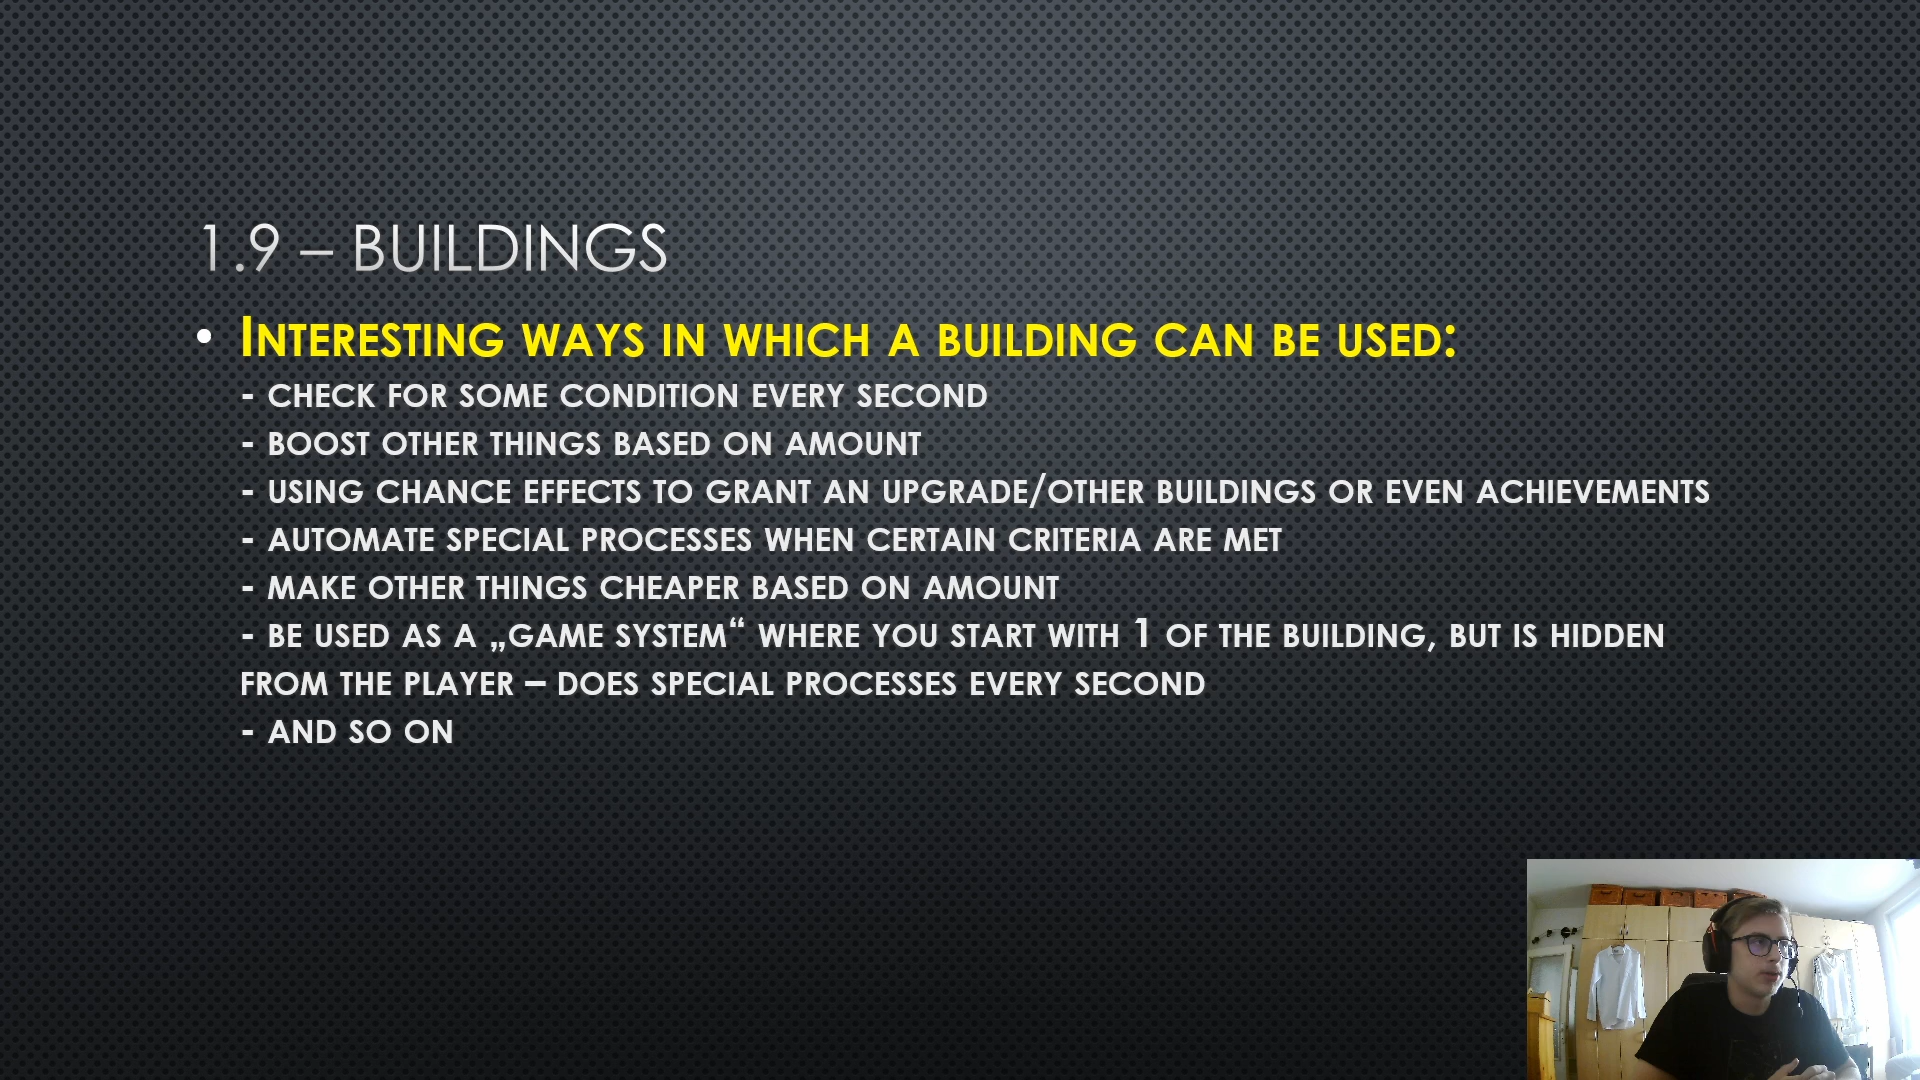 1.9 – BUILDINGS
• INTERESTING WAYS IN WHICH A BUILDING CAN BE USED:
- CHECK FOR SOME CONDITION EVERY SECOND
- BOOST OTHER THINGS BASED ON AMOUNT
- USING CHANCE EFFECTS TO GRANT AN UPGRADE/OTHER BUILDINGS OR EVEN ACHIEVEMENTS
- AUTOMATE SPECIAL PROCESSES WHEN CERTAIN CRITERIA ARE MET
- MAKE OTHER THINGS CHEAPER BASED ON AMOUNT
- BE USED AS A „GAME SYSTEM“ WHERE YOU START WITH 1 OF THE BUILDING, BUT IS HIDDEN
FROM THE PLAYER – DOES SPECIAL PROCESSES EVERY SECOND
- AND SO ON